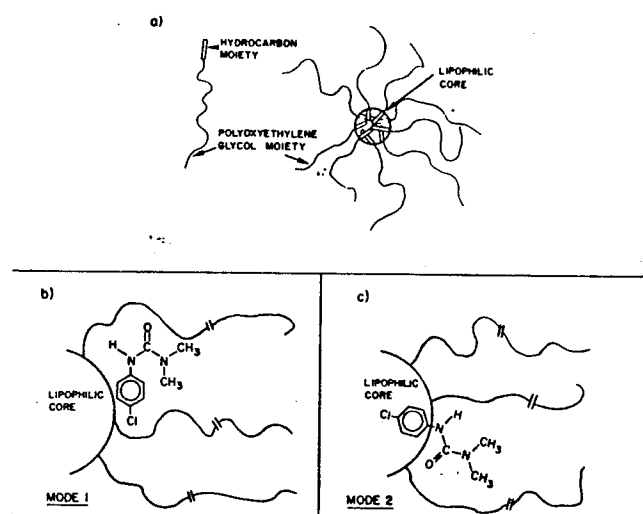 a)
HYDROCARBON
MOIETY
LIPOPHILIC
CORE
POLYOXYETHYLENE
GLYCOL MOIETY
b)
O
H
C
N
N
CH₃
CH₃
LIPOPHILIC
CORE
Cl
MODE 1
c)
LIPOPHILIC
CORE
Cl
H
N
C
O
N
CH₃
CH₃
MODE 2